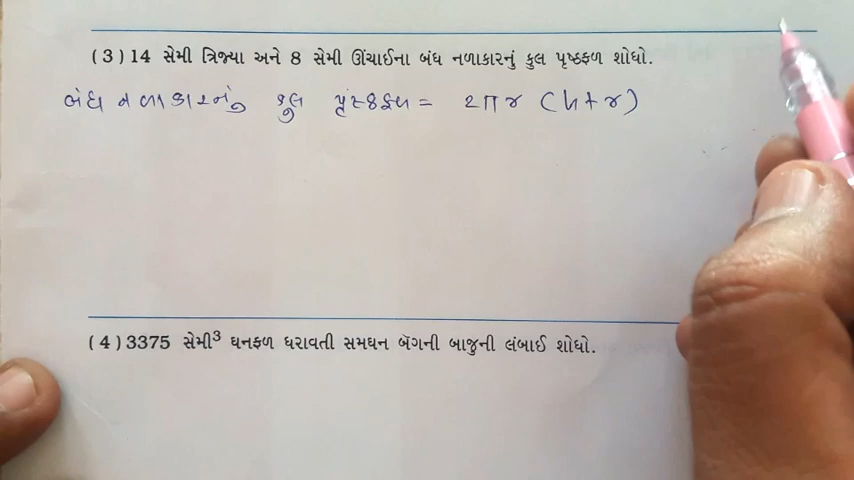 (3) 14 સેમી ત્રિજ્યા અને 8 સેમી ઊંચાઈના બંધ નળાકારનું કુલ પૃષ્ઠફળ શોધો.
બંધ નળાકારનું કુલ પૃષ્ઠફળ = 2πr (h+r)
(4) 3375 સેમી³ ઘનફળ ધરાવતી સમઘન બૅગની બાજુની લંબાઈ શોધો.